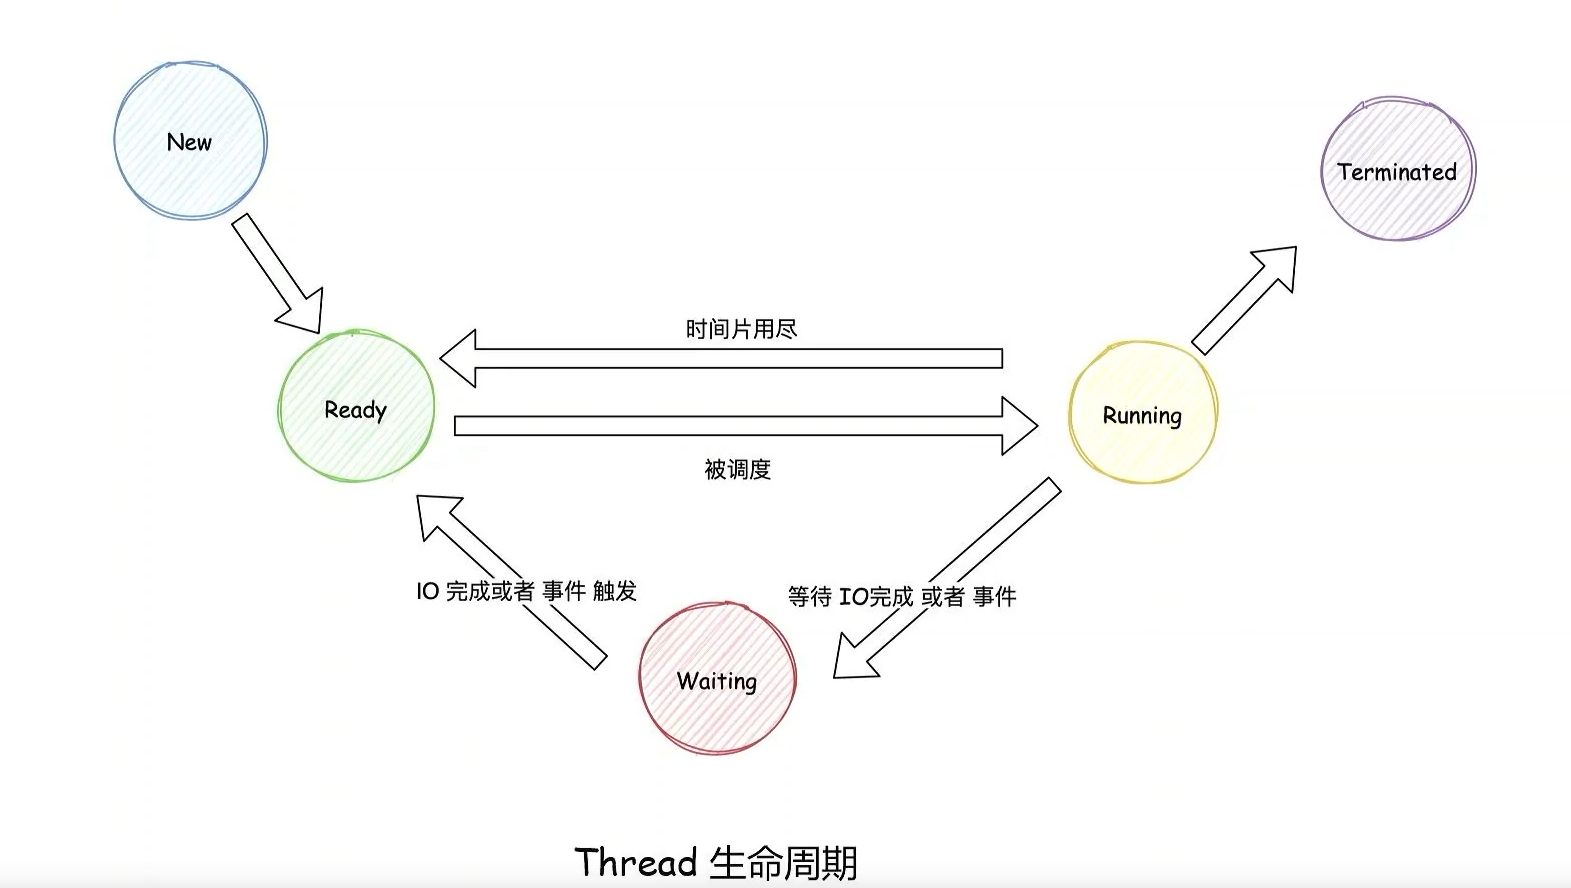 New
Terminated
时间片用尽
Ready
Running
被调度
IO 完成或者 事件 触发
等待 IO完成 或者 事件
Waiting
Thread 生命周期